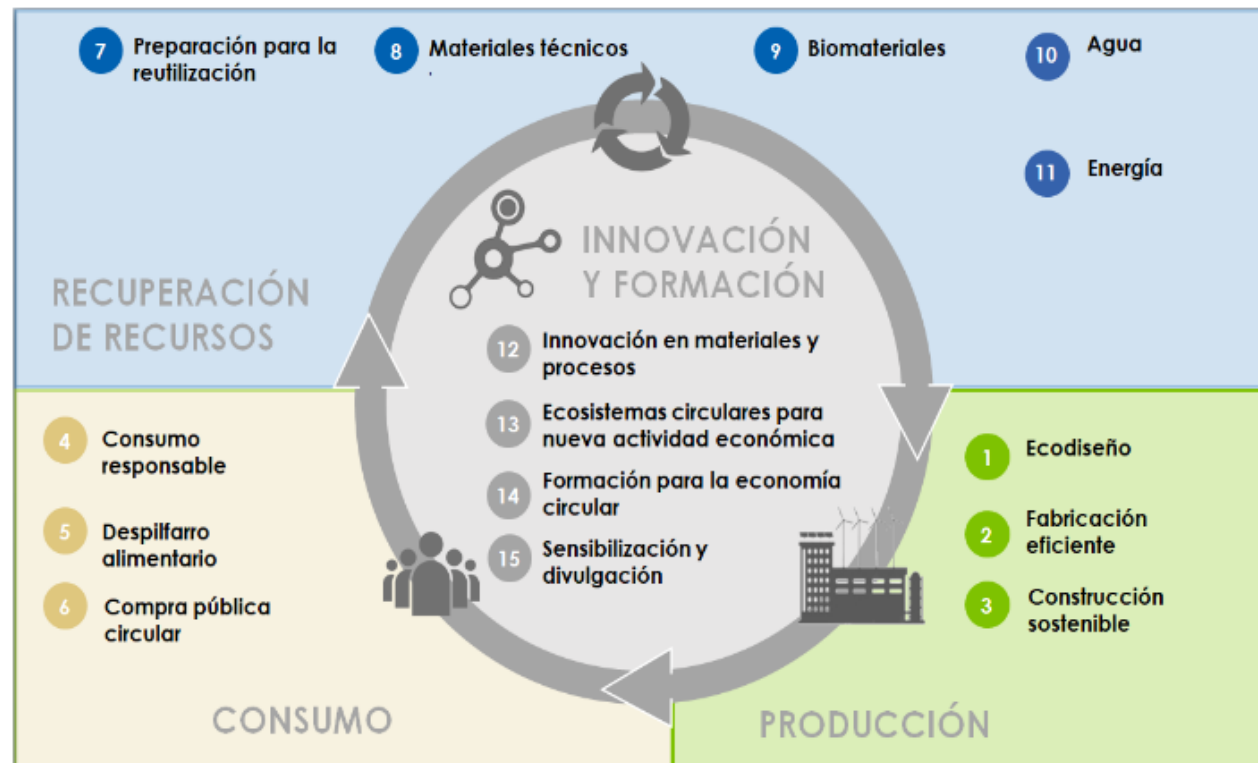 7
Preparación para la
reutilización
8
Materiales técnicos
.
9
Biomateriales
10
Agua
11
Energía
RECUPERACIÓN
DE RECURSOS
INNOVACIÓN
Y FORMACIÓN
12
Innovación en materiales y
procesos
13
Ecosistemas circulares para
nueva actividad económica
14
Formación para la economía
circular
15
Sensibilización y
divulgación
4
Consumo
responsable
5
Despilfarro
alimentario
6
Compra pública
circular
CONSUMO
1
Ecodiseño
2
Fabricación
eficiente
3
Construcción
sostenible
PRODUCCIÓN